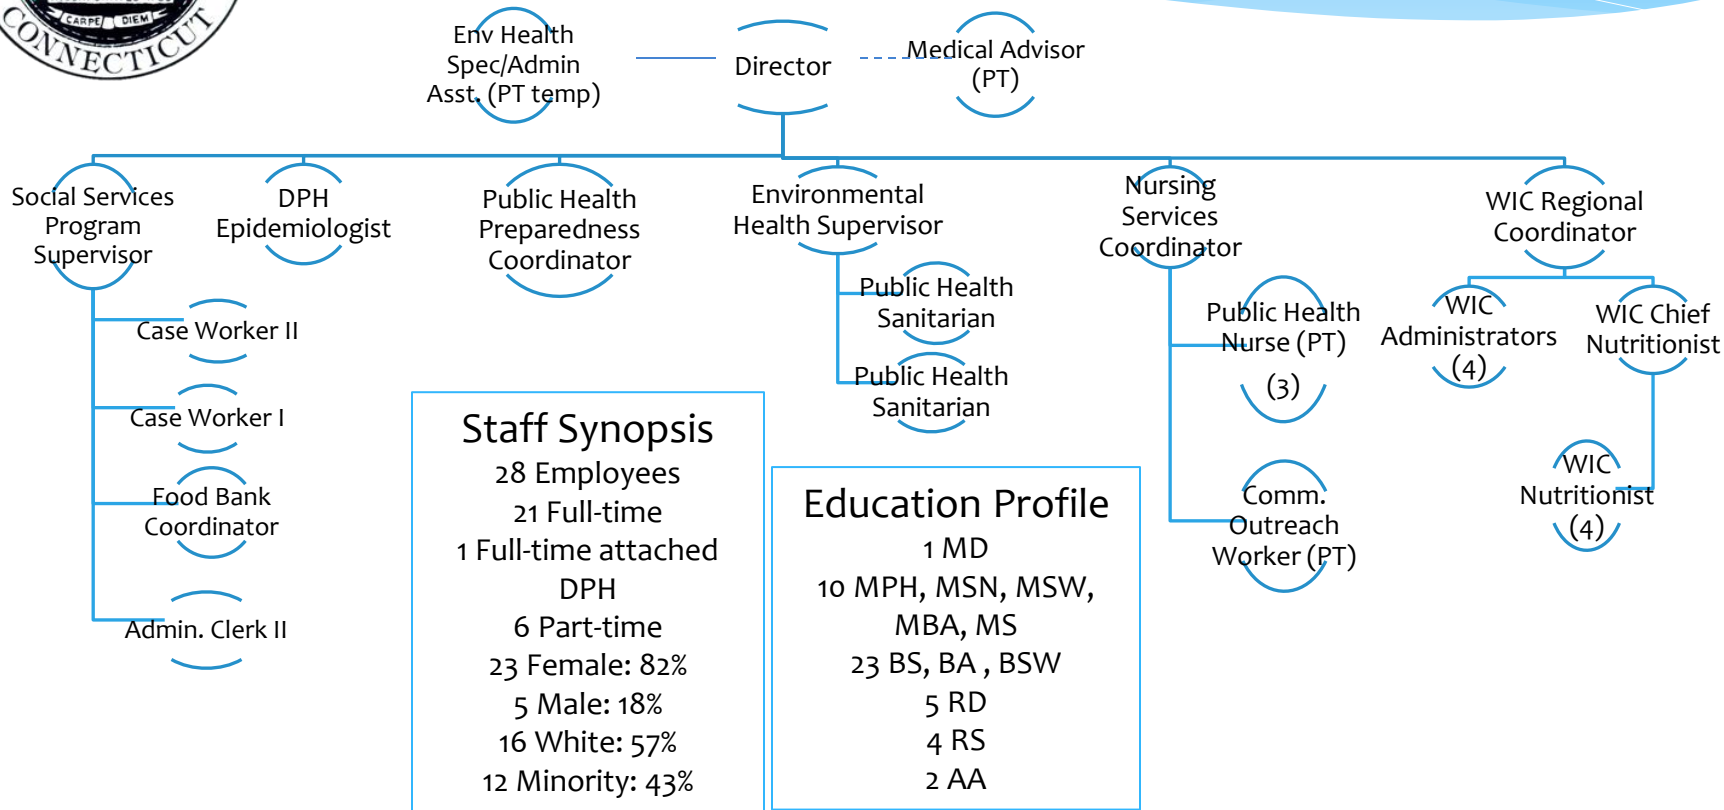 CARPE DIEM
CONNECTICUT
Env Health
Spec/Admin
Asst. (PT temp)
Director
Medical Advisor
(PT)
Social Services
Program
Supervisor
DPH
Epidemiologist
Public Health
Preparedness
Coordinator
Environmental
Health Supervisor
Nursing
Services
Coordinator
WIC Regional
Coordinator
Case Worker II
Case Worker I
Food Bank
Coordinator
Admin. Clerk II
Public Health
Sanitarian
Public Health
Sanitarian
Public Health
Nurse (PT)
(3)
Comm.
Outreach
Worker (PT)
WIC
Administrators
(4)
WIC Chief
Nutritionist
WIC
Nutritionist
(4)
Staff Synopsis
28 Employees
21 Full-time
1 Full-time attached
DPH
6 Part-time
23 Female: 82%
5 Male: 18%
16 White: 57%
12 Minority: 43%
Education Profile
1 MD
10 MPH, MSN, MSW,
MBA, MS
23 BS, BA , BSW
5 RD
4 RS
2 AA